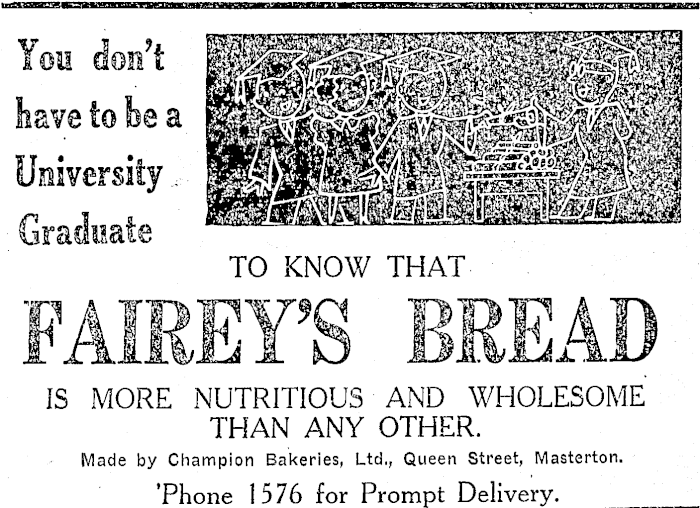 You don't
have to be a
University
Graduate
TO KNOW THAT
FAIREY'S BREAD
IS MORE NUTRITIOUS AND WHOLESOME
THAN ANY OTHER.
Made by Champion Bakeries, Ltd., Queen Street, Masterton.
'Phone 1576 for Prompt Delivery.